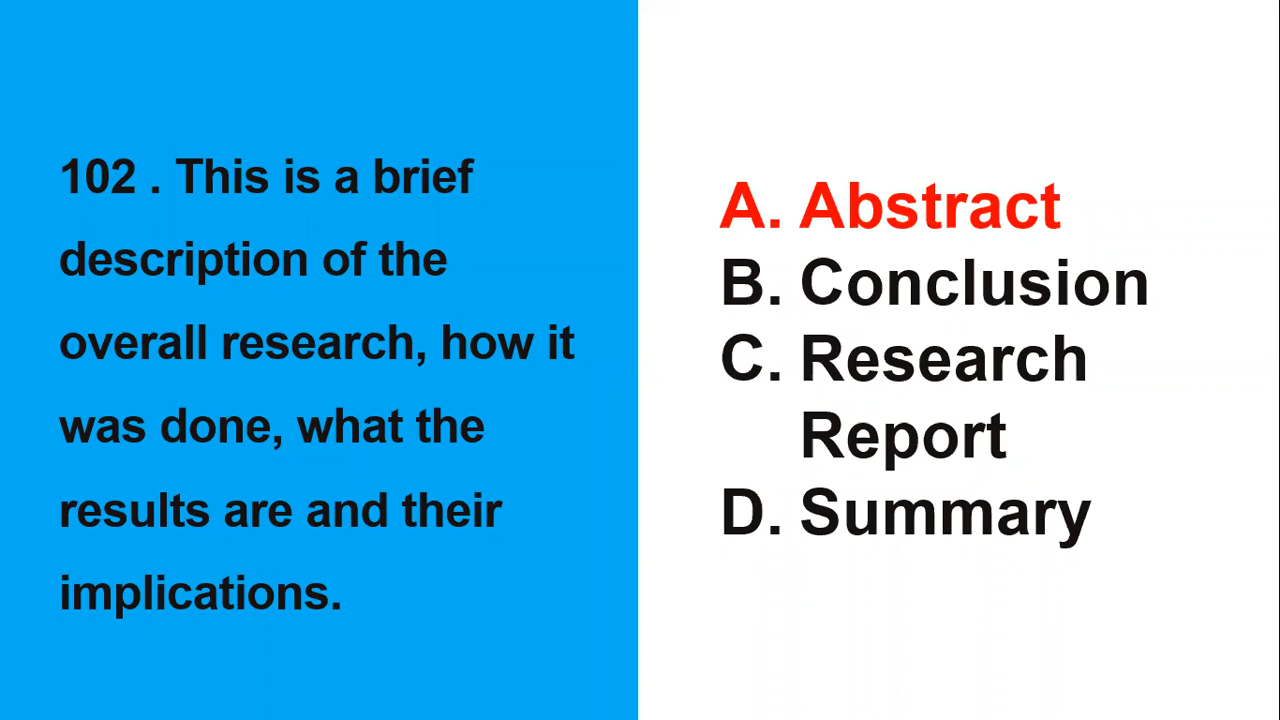 102 . This is a brief
description of the
overall research, how it
was done, what the
results are and their
implications.
A. Abstract
B. Conclusion
C. Research
Report
D. Summary